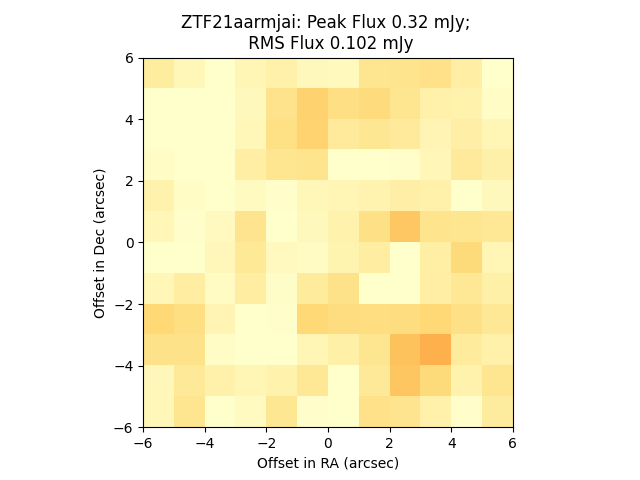 ZTF21aarmjai: Peak Flux 0.32 mJy;
RMS Flux 0.102 mJy
6
4
2
0
−2
−4
−6
Offset in Dec (arcsec)
−6 −4 −2 0 2 4 6
Offset in RA (arcsec)